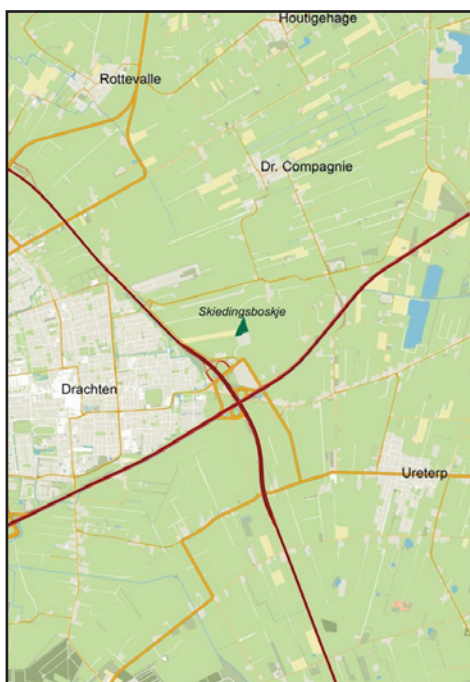 Houtigehage
Rottevalle
Dr. Compagnie
Skiedingsboskje
Drachten
Ureterp